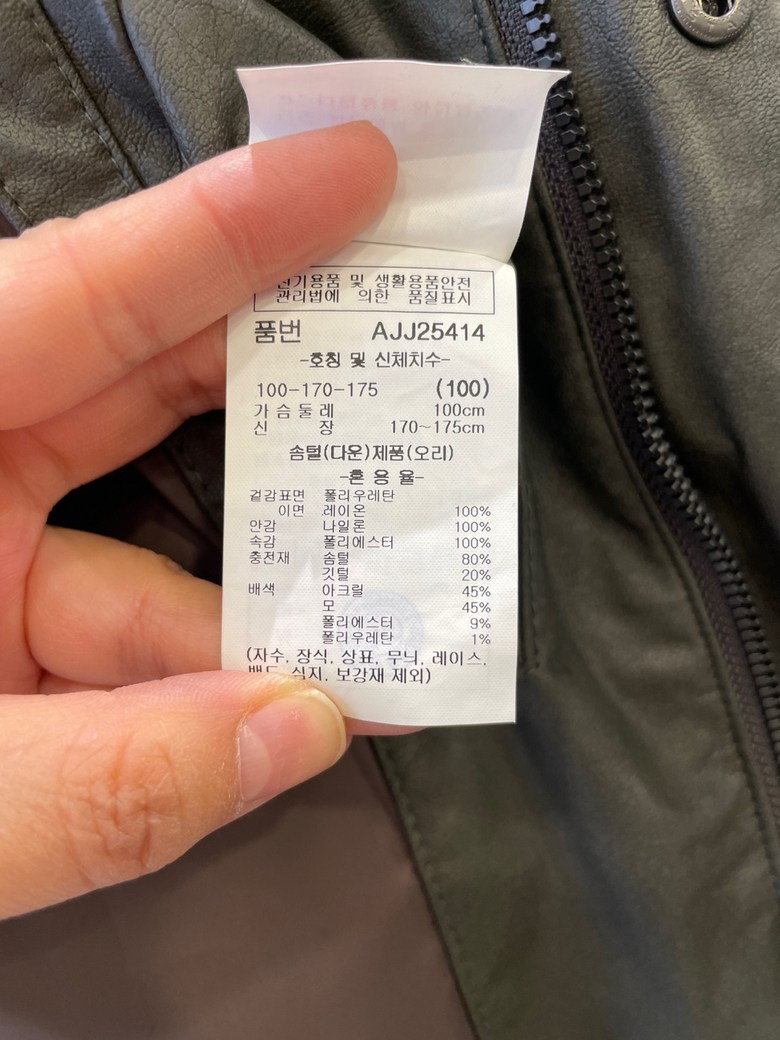 전기용품 및 생활용품안전
관리법에 의한 품질표시
품번 AJJ25414
-호칭 및 신체치수-
100-170-175 (100)
가슴둘레 100cm
신 장 170~175cm
솜털(다운)제품(오리)
-혼용율-
겉감표면 폴리우레탄
이면 레이온 100%
안감 나일론 100%
속감 폴리에스터 100%
충전재 솜털 80%
깃털 20%
배색 아크릴 45%
모 45%
폴리에스터 9%
폴리우레탄 1%
(자수, 장식, 상표, 무늬, 레이스,
밴드, 심지, 보강재 제외)